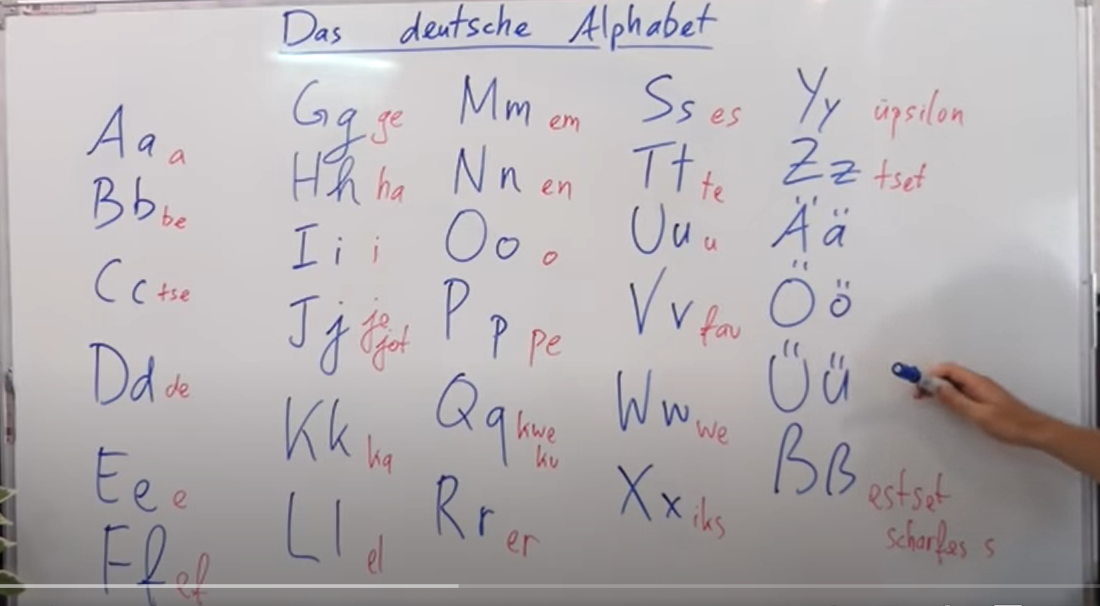 Das deutsche Alphabet
Aa a
Bb be
Cc tse
Dd de
Ee e
Ff ef
Gg ge
Hh ha
Ii i
Jj je
jot
Kk ka
Ll el
Mm em
Nn en
Oo o
Pp pe
Qq kwe
ku
Rr er
Ss es
Tt te
Uu u
Vv fau
Ww we
Xx iks
Yy üpsilon
Zz tset
Ää
Öö
Üü
ẞß estset
scharfes s